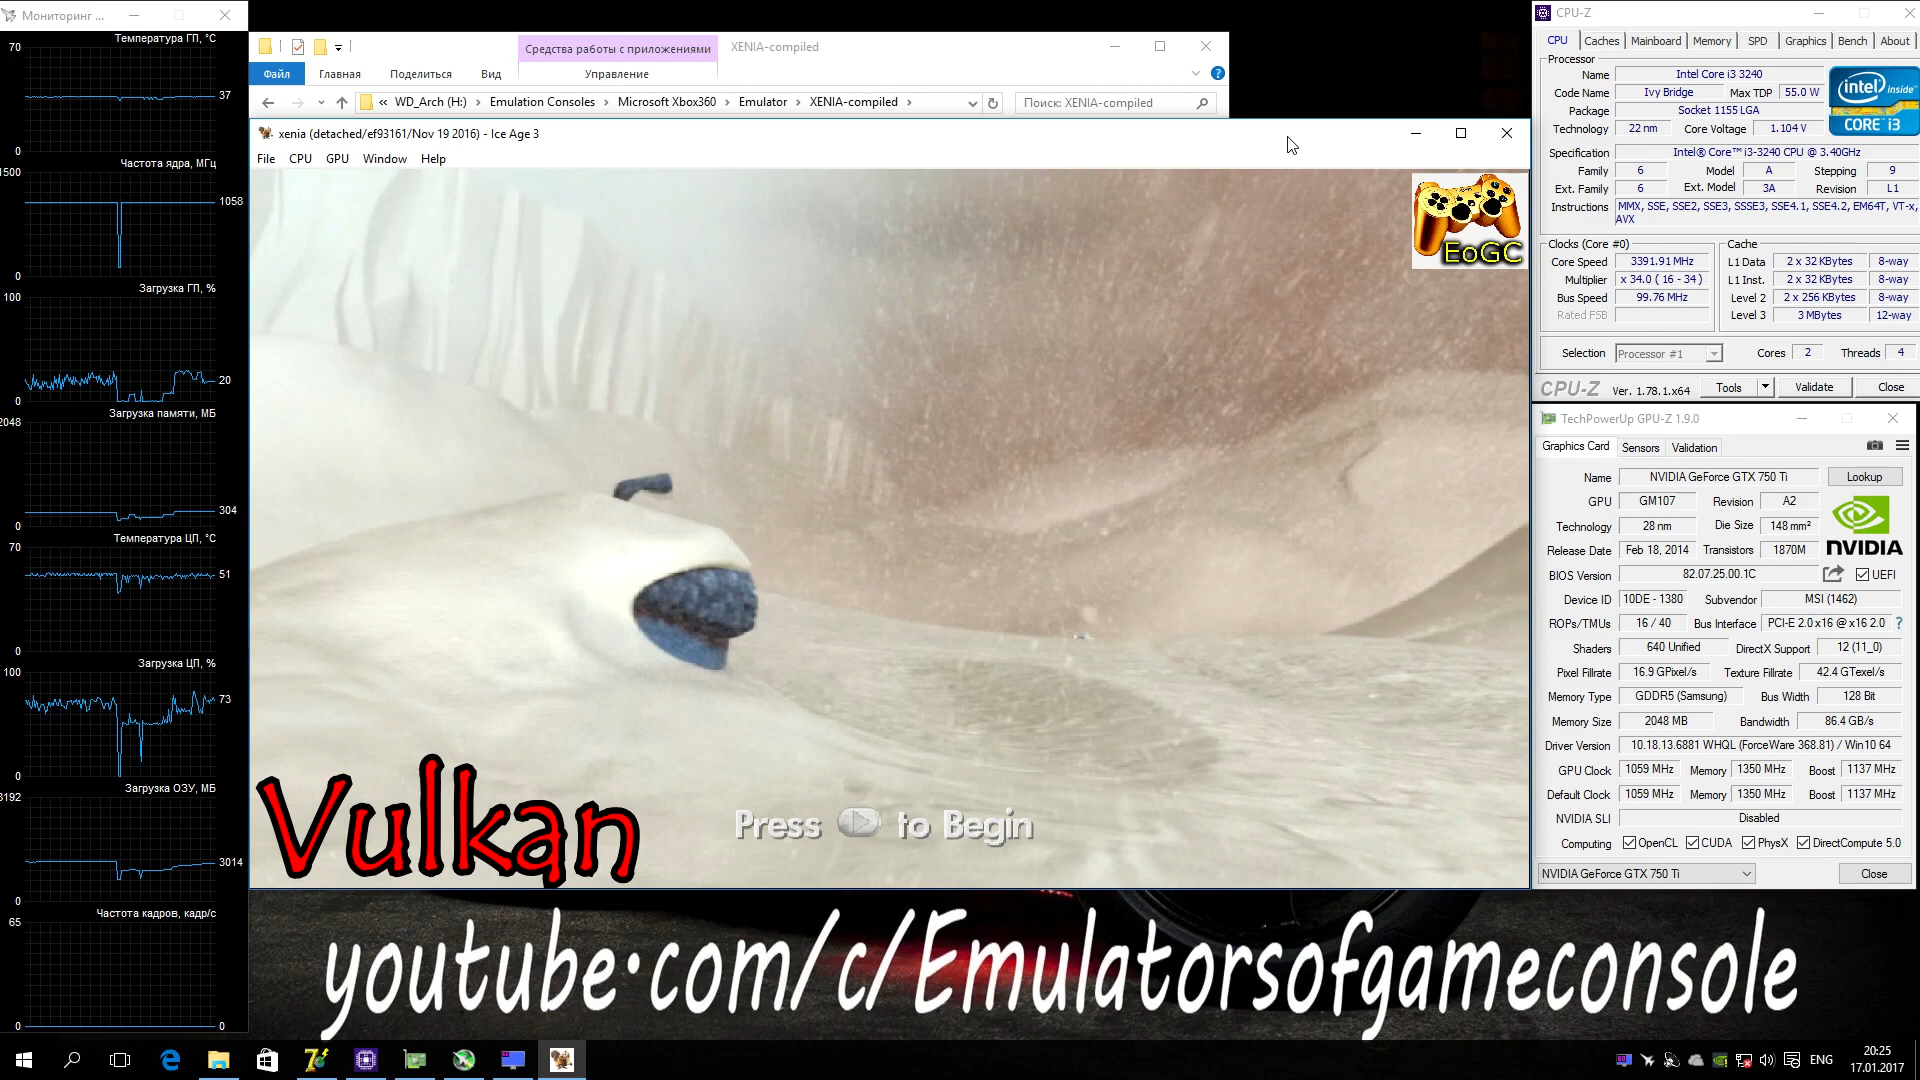 Мониторинг ...
Температура ГП, °C
70
37
0
Частота ядра, МГц
1500
1058
0
Загрузка ГП, %
100
20
0
Загрузка памяти, МБ
2048
304
0
Температура ЦП, °C
70
51
0
Загрузка ЦП, %
100
73
0
Загрузка ОЗУ, МБ
3192
3014
0
Частота кадров, кадр/с
65
0
0
Средства работы с приложениями
XENIA-compiled
Файл
Главная
Поделиться
Вид
Управление
« WD_Arch (H:) Emulation Consoles Microsoft Xbox360 Emulator XENIA-compiled
Поиск: XENIA-compiled
xenia (detached/ef93161/Nov 19 2016) - Ice Age 3
File CPU GPU Window Help
EoGC
Vulkan
Press to Begin
youtube.com/c/Emulatorsofgameconsole
CPU-Z
CPU Caches Mainboard Memory SPD Graphics Bench About
Processor
Name Intel Core i3 3240
Code Name Ivy Bridge Max TDP 55.0 W
Package Socket 1155 LGA
Technology 22 nm Core Voltage 1.104 V
intel inside™
CORE i3
Specification Intel® Core™ i3-3240 CPU @ 3.40GHz
Family 6 Model A Stepping 9
Ext. Family 6 Ext. Model 3A Revision L1
Instructions MMX, SSE, SSE2, SSE3, SSSE3, SSE4.1, SSE4.2, EM64T, VT-x,
AVX
Clocks (Core #0)
Core Speed 3391.91 MHz
Multiplier x 34.0 ( 16 - 34 )
Bus Speed 99.76 MHz
Rated FSB
Cache
L1 Data 2 x 32 KBytes 8-way
L1 Inst. 2 x 32 KBytes 8-way
Level 2 2 x 256 KBytes 8-way
Level 3 3 MBytes 12-way
Selection Processor #1 Cores 2 Threads 4
CPU-Z Ver. 1.78.1.x64 Tools Validate Close
TechPowerUp GPU-Z 1.9.0
Graphics Card Sensors Validation
Name NVIDIA GeForce GTX 750 Ti Lookup
GPU GM107 Revision A2
Technology 28 nm Die Size 148 mm²
Release Date Feb 18, 2014 Transistors 1870M
NVIDIA
BIOS Version 82.07.25.00.1C UEFI
Device ID 10DE - 1380 Subvendor MSI (1462)
ROPs/TMUs 16 / 40 Bus Interface PCI-E 2.0 x16 @ x16 2.0 ?
Shaders 640 Unified DirectX Support 12 (11_0)
Pixel Fillrate 16.9 GPixel/s Texture Fillrate 42.4 GTexel/s
Memory Type GDDR5 (Samsung) Bus Width 128 Bit
Memory Size 2048 MB Bandwidth 86.4 GB/s
Driver Version 10.18.13.6881 WHQL (ForceWare 368.81) / Win10 64
GPU Clock 1059 MHz Memory 1350 MHz Boost 1137 MHz
Default Clock 1059 MHz Memory 1350 MHz Boost 1137 MHz
NVIDIA SLI Disabled
Computing OpenCL CUDA PhysX DirectCompute 5.0
NVIDIA GeForce GTX 750 Ti Close
ENG
20:25
17.01.2017